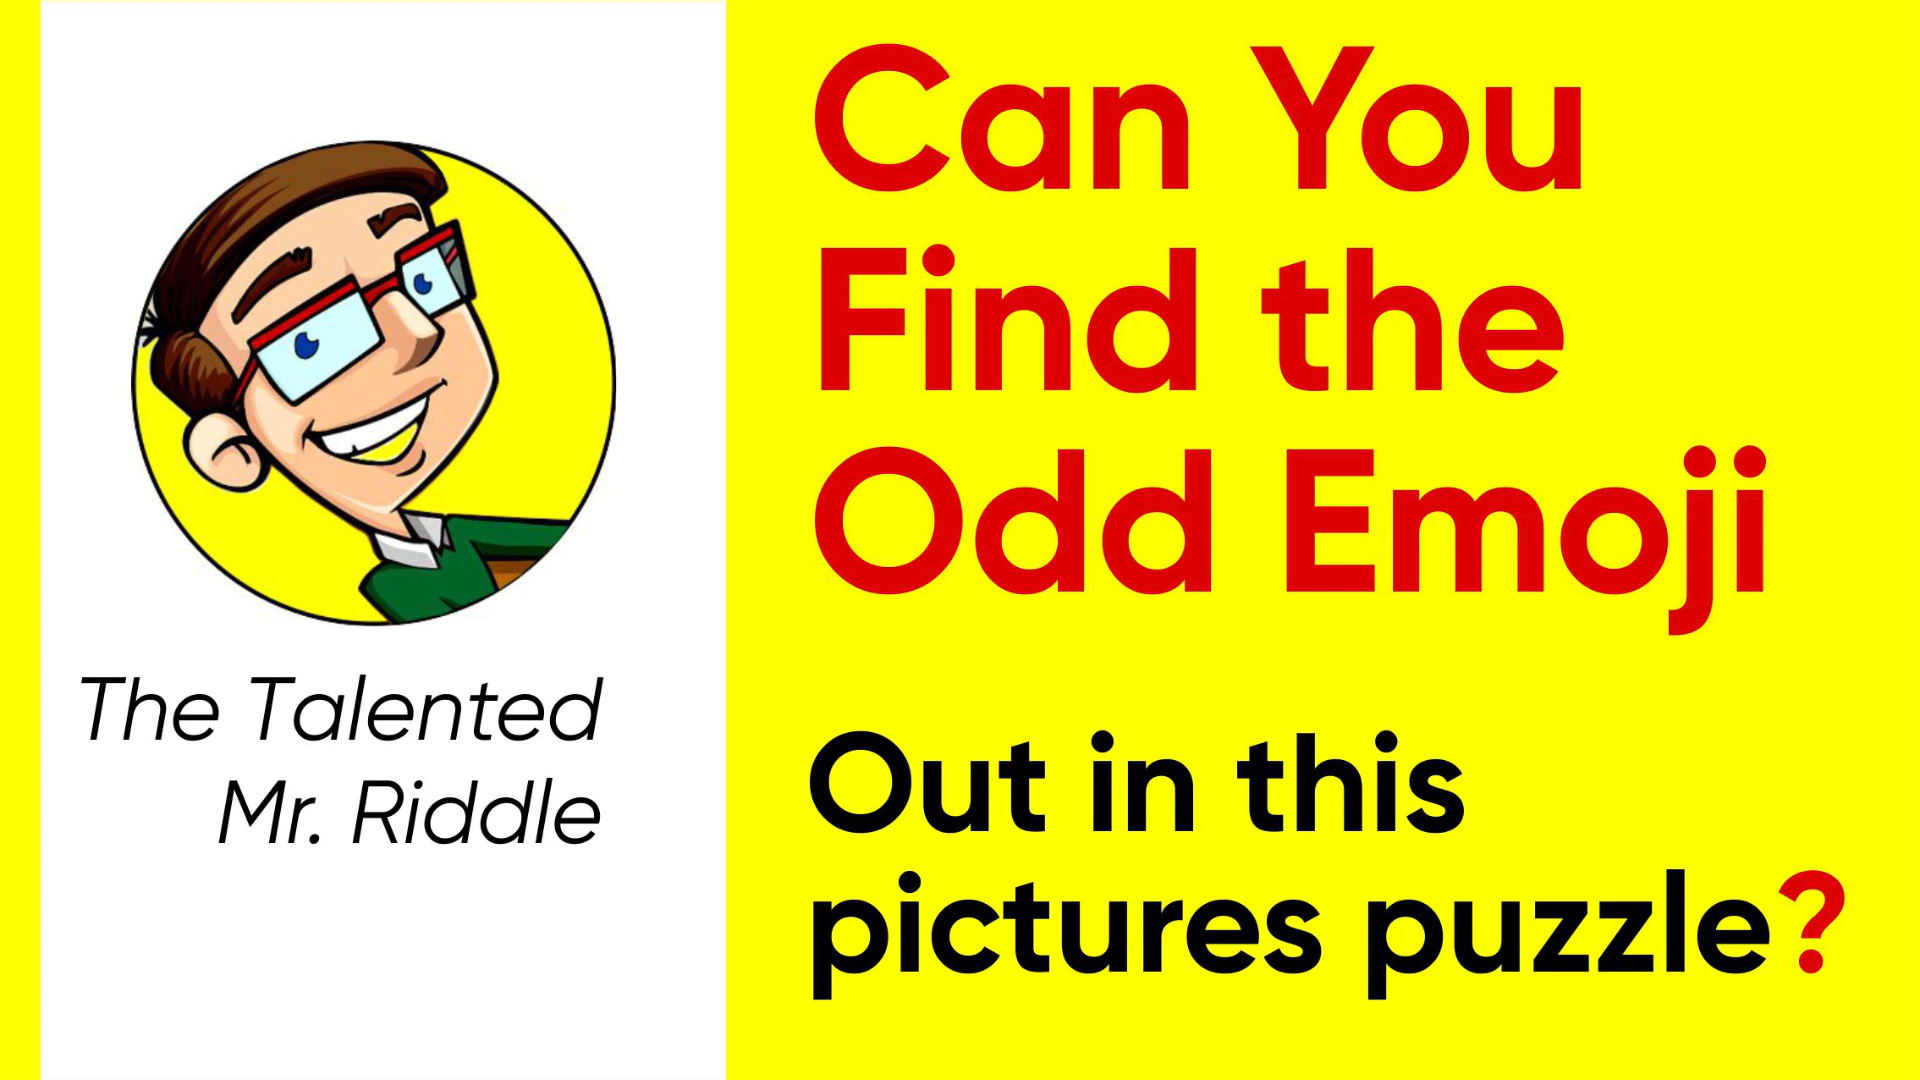 Can You
Find the
Odd Emoji
Out in this
pictures puzzle?
The Talented
Mr. Riddle